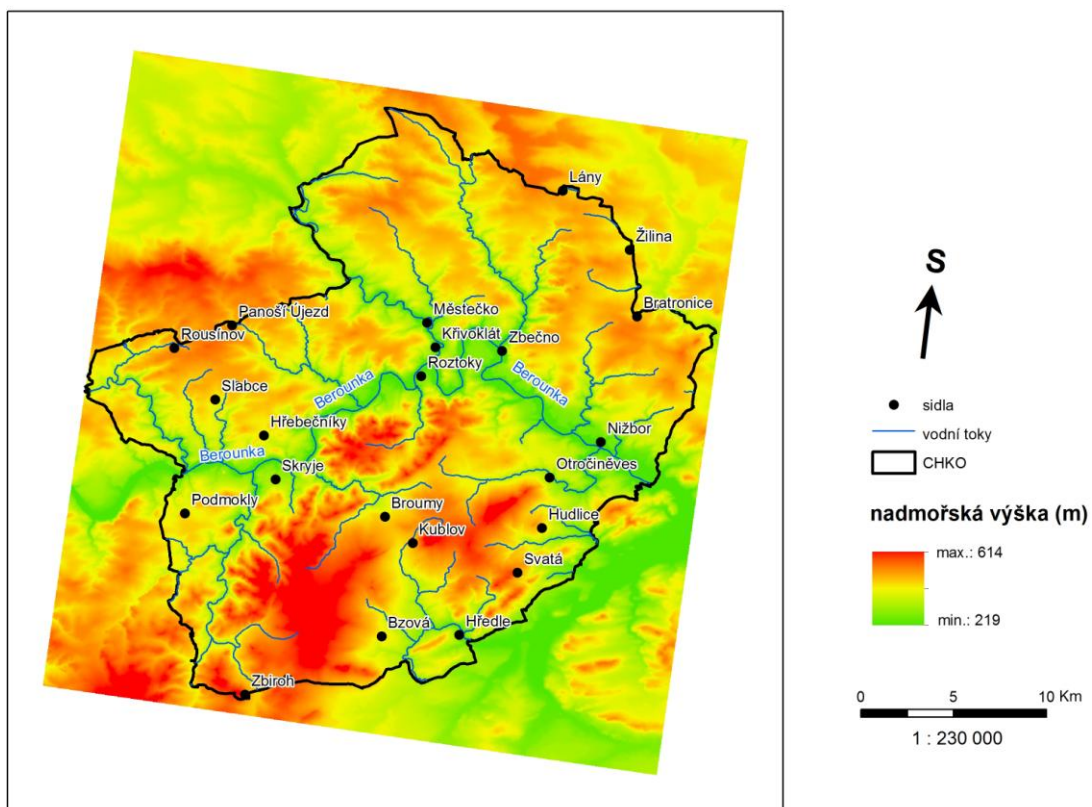 Lány
Žilina
Bratronice
Městečko
Panoší Újezd
Křivoklát
Zbečno
Rousínov
Roztoky
Berounka
Berounka
Slabce
Hřebečníky
Nižbor
Berounka
Skryje
Otročiněves
Podmokly
Broumy
Hudlice
Kublov
Svatá
Bzová
Hředle
Zbiroh
S
sídla
vodní toky
CHKO
nadmořská výška (m)
max.: 614
min.: 219
0 5 10 Km
1 : 230 000